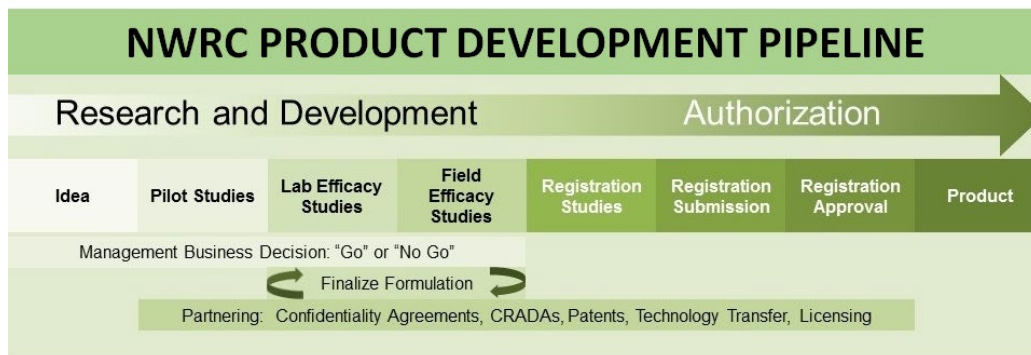 NWRC PRODUCT DEVELOPMENT PIPELINE
Research and Development
Authorization
Idea
Pilot Studies
Lab Efficacy
Studies
Field
Efficacy
Studies
Registration
Studies
Registration
Submission
Registration
Approval
Product
Management Business Decision: “Go” or “No Go”
Finalize Formulation
Partnering: Confidentiality Agreements, CRADAs, Patents, Technology Transfer, Licensing